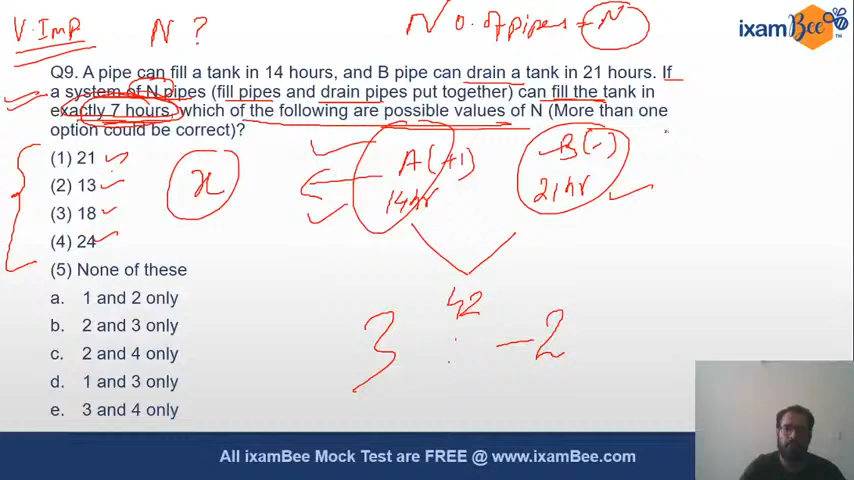 V. Imp N ? No. of pipes = N
ixamBee™
Q9. A pipe can fill a tank in 14 hours, and B pipe can drain a tank in 21 hours. If
a system of N pipes (fill pipes and drain pipes put together) can fill the tank in
exactly 7 hours, which of the following are possible values of N (More than one
option could be correct)?
(1) 21
(2) 13
(3) 18
(4) 24
(5) None of these
a. 1 and 2 only
b. 2 and 3 only
c. 2 and 4 only
d. 1 and 3 only
e. 3 and 4 only
x
A (+) B (-)
14hr 21hr
42
3 : -2
All ixamBee Mock Test are FREE @ www.ixamBee.com